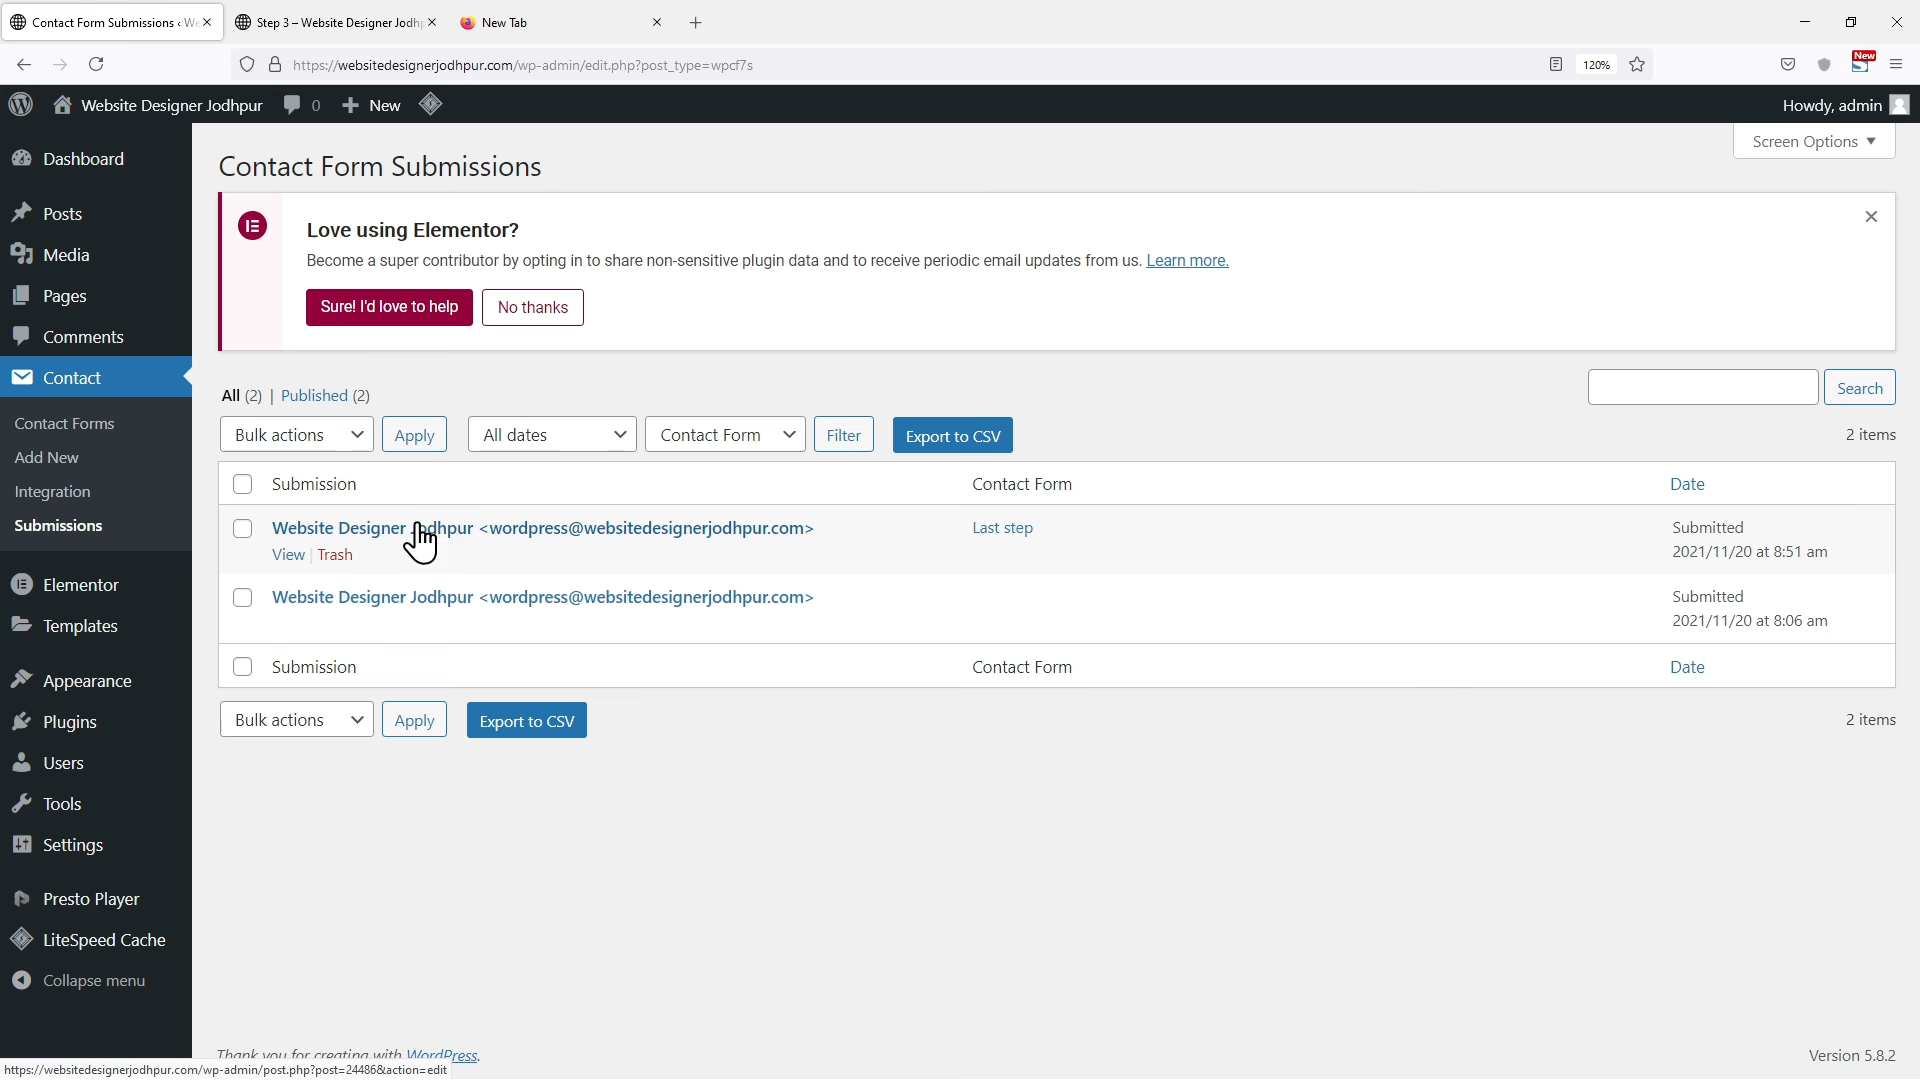 Contact Form Submissions ‹ We
Step 3 – Website Designer Jodhp
New Tab
https://websitedesignerjodhpur.com/wp-admin/edit.php?post_type=wpcf7s
120%
New
Website Designer Jodhpur
0
New
Howdy, admin
Screen Options
Dashboard
Posts
Media
Pages
Comments
Contact
Contact Forms
Add New
Integration
Submissions
Elementor
Templates
Appearance
Plugins
Users
Tools
Settings
Presto Player
LiteSpeed Cache
Collapse menu
Contact Form Submissions
Love using Elementor?
Become a super contributor by opting in to share non-sensitive plugin data and to receive periodic email updates from us. Learn more.
Sure! I'd love to help
No thanks
All (2) | Published (2)
Search
Bulk actions
Apply
All dates
Contact Form
Filter
Export to CSV
2 items
Submission
Contact Form
Date
Website Designer Jodhpur <wordpress@websitedesignerjodhpur.com>
Last step
Submitted
2021/11/20 at 8:51 am
View | Trash
Website Designer Jodhpur <wordpress@websitedesignerjodhpur.com>
Submitted
2021/11/20 at 8:06 am
Submission
Contact Form
Date
Bulk actions
Apply
Export to CSV
2 items
Thank you for creating with WordPress.
Version 5.8.2
https://websitedesignerjodhpur.com/wp-admin/post.php?post=24486&action=edit